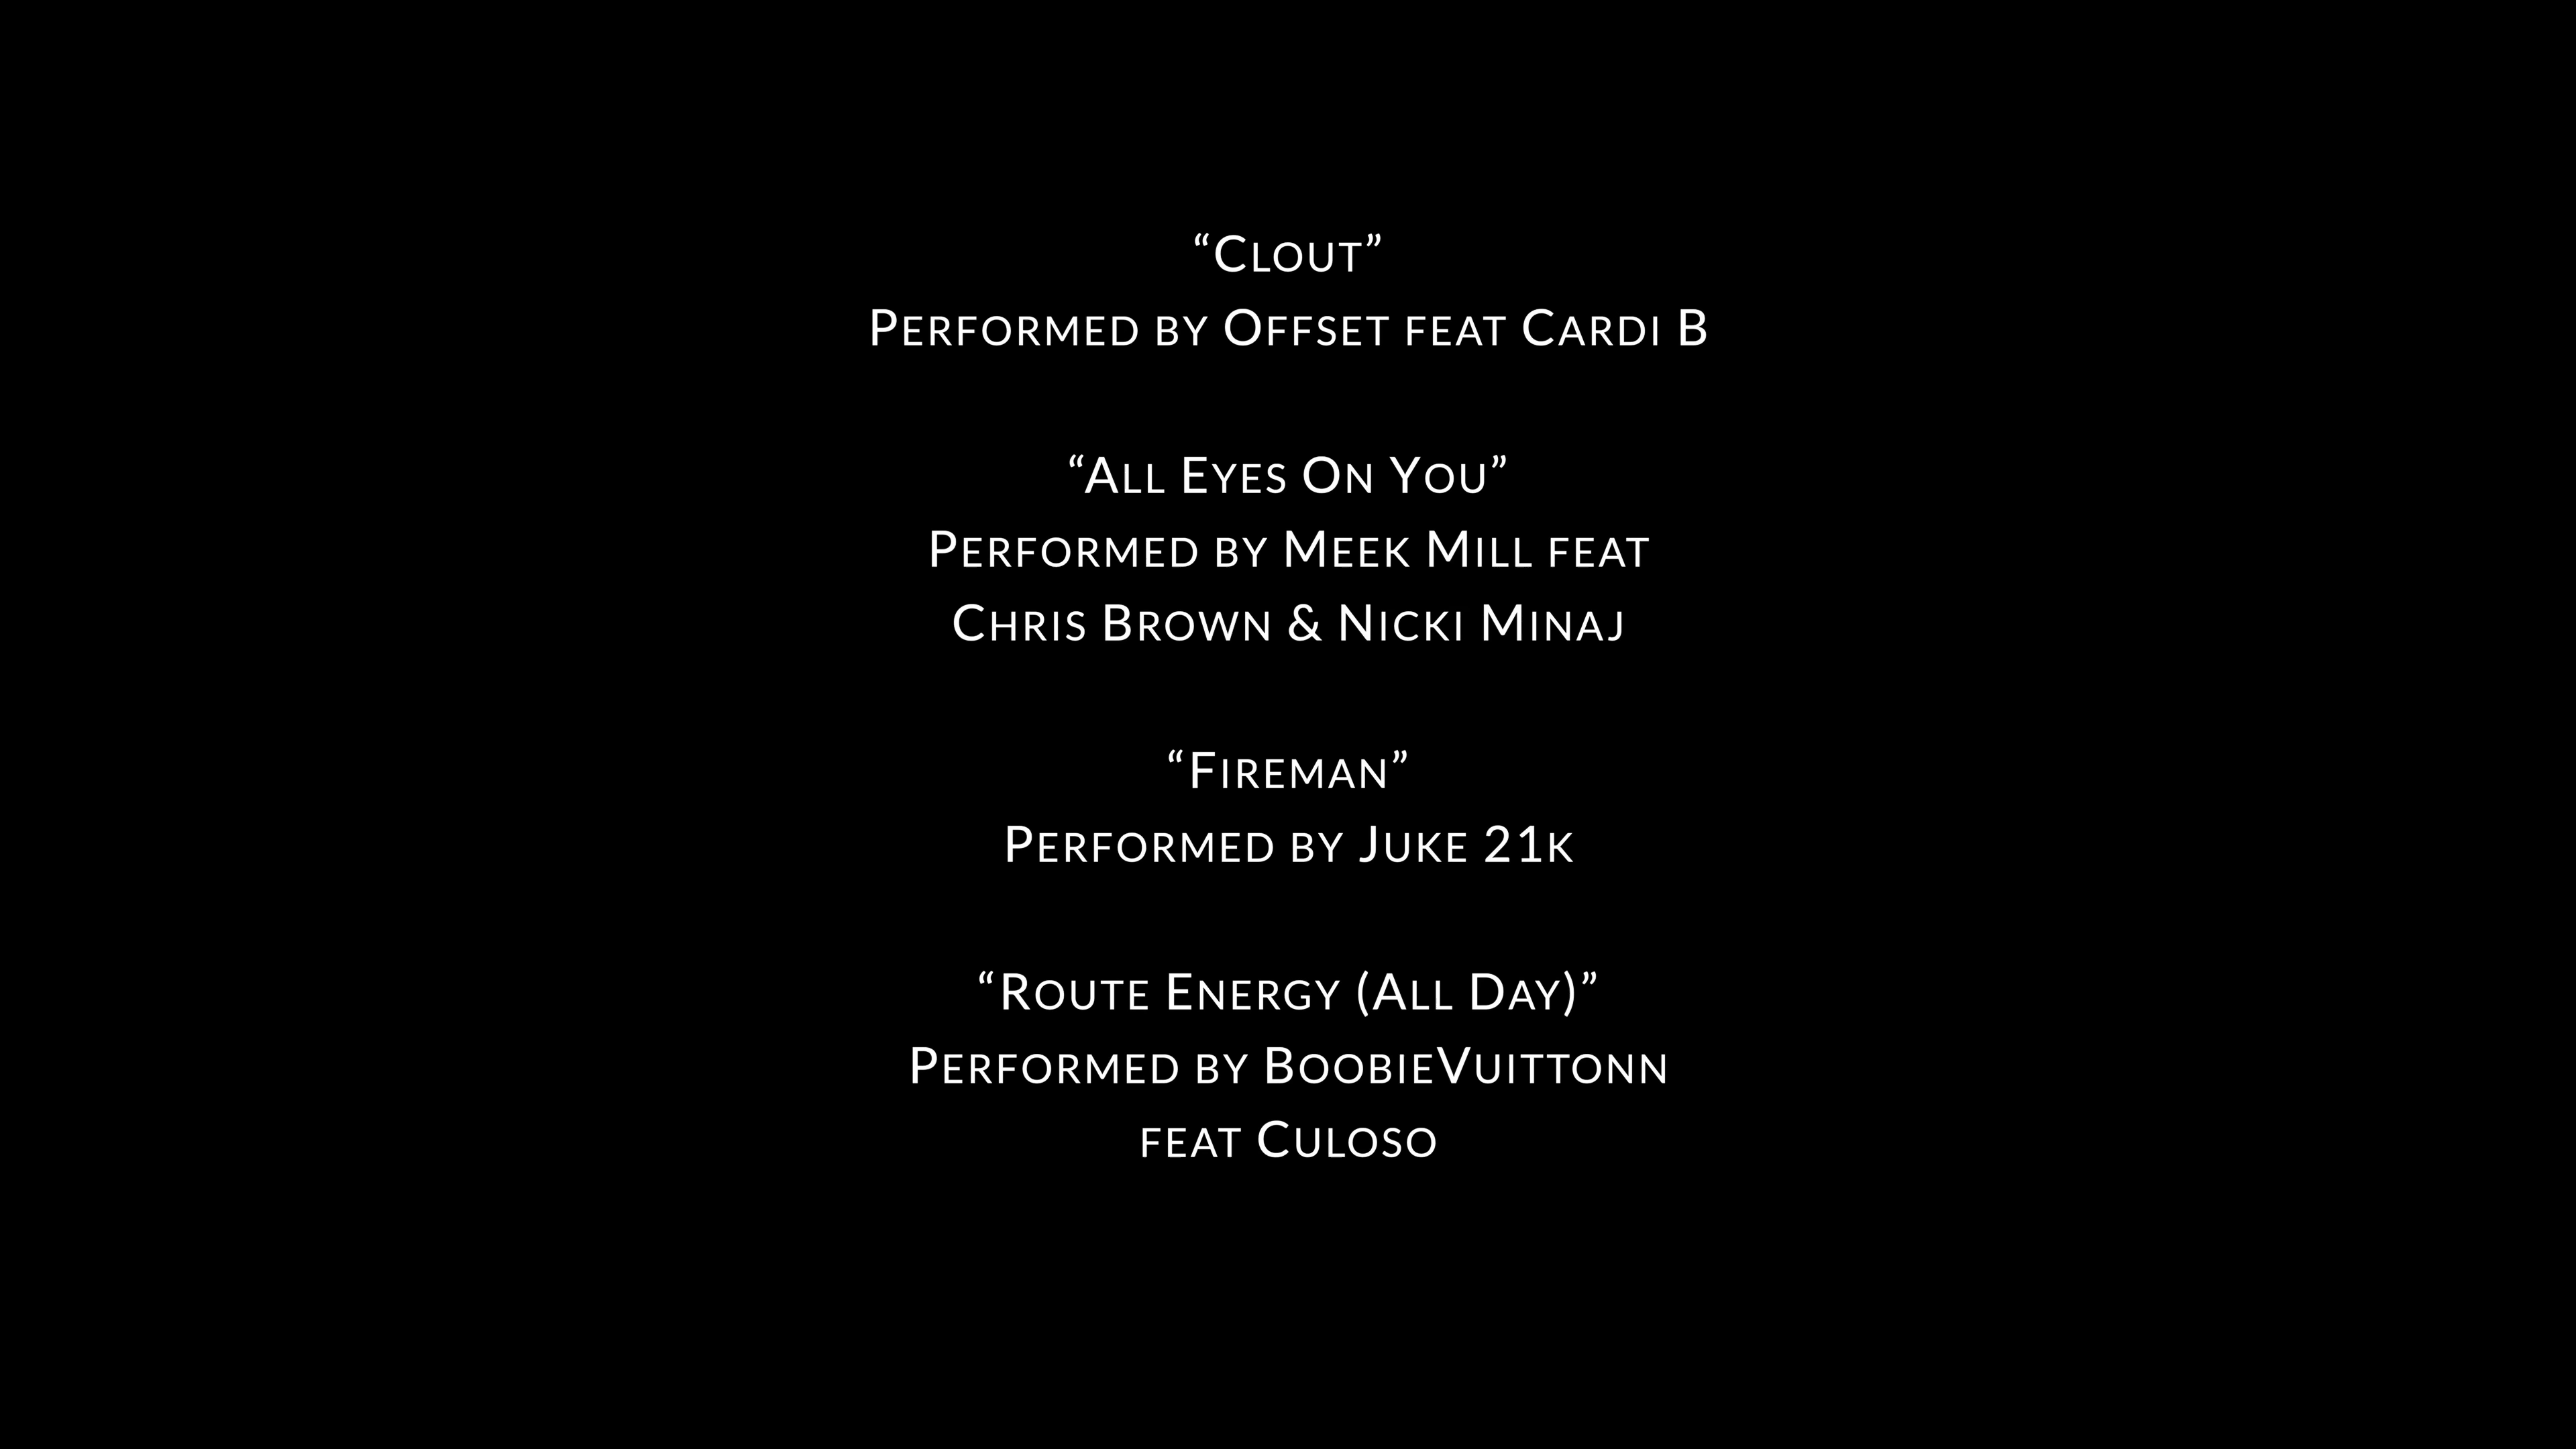 “Clout”
Performed by Offset feat Cardi B
“All Eyes On You”
Performed by Meek Mill feat
Chris Brown & Nicki Minaj
“Fireman”
Performed by Juke 21k
“Route Energy (All Day)”
Performed by BoobieVuittonn
feat Culoso